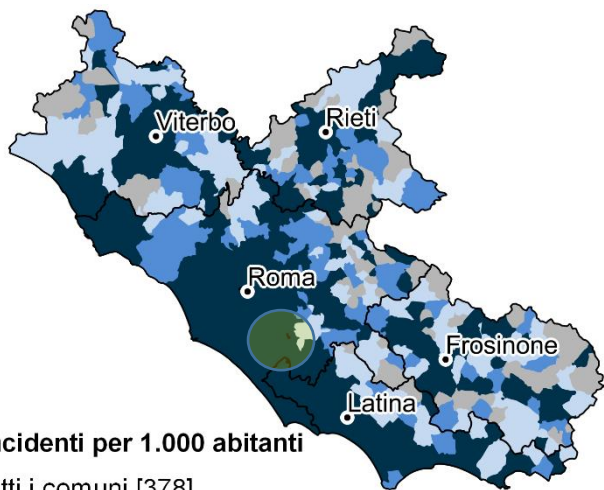 Viterbo
Rieti
Roma
Frosinone
Latina
ncidenti per 1.000 abitanti
tti i comuni [378]